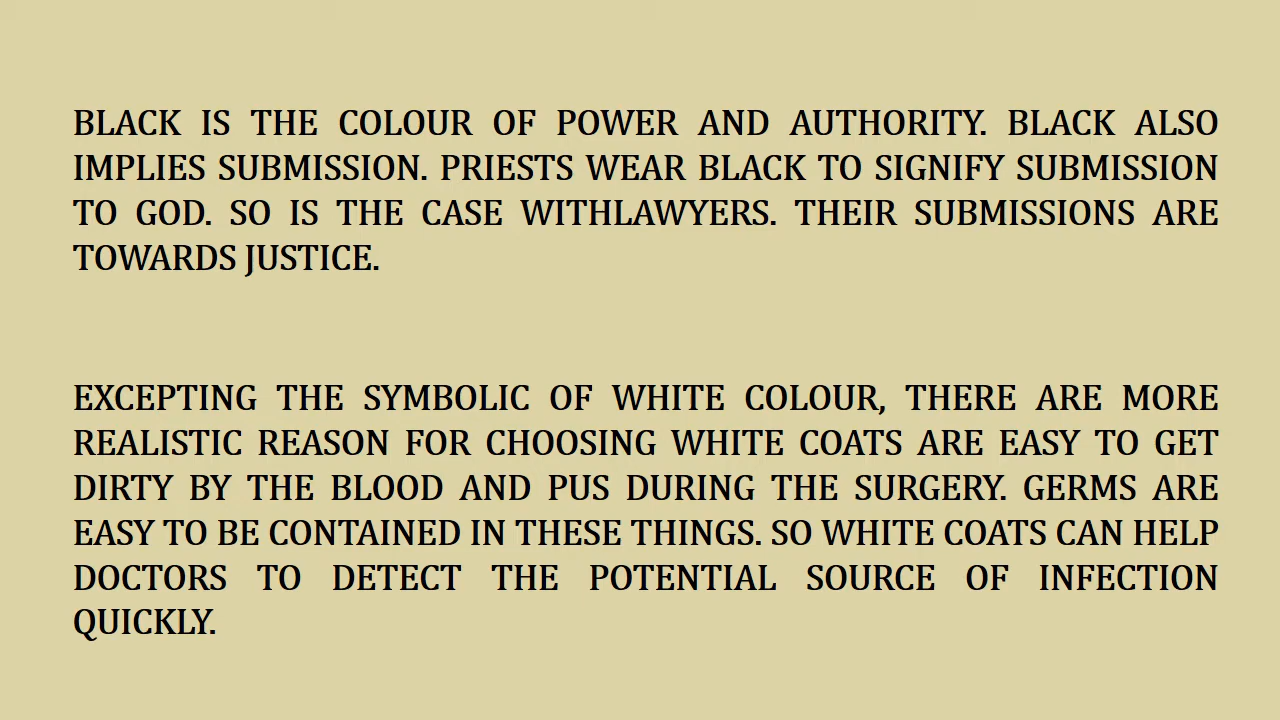 BLACK IS THE COLOUR OF POWER AND AUTHORITY. BLACK ALSO
IMPLIES SUBMISSION. PRIESTS WEAR BLACK TO SIGNIFY SUBMISSION
TO GOD. SO IS THE CASE WITHLAWYERS. THEIR SUBMISSIONS ARE
TOWARDS JUSTICE.
EXCEPTING THE SYMBOLIC OF WHITE COLOUR, THERE ARE MORE
REALISTIC REASON FOR CHOOSING WHITE COATS ARE EASY TO GET
DIRTY BY THE BLOOD AND PUS DURING THE SURGERY. GERMS ARE
EASY TO BE CONTAINED IN THESE THINGS. SO WHITE COATS CAN HELP
DOCTORS TO DETECT THE POTENTIAL SOURCE OF INFECTION
QUICKLY.